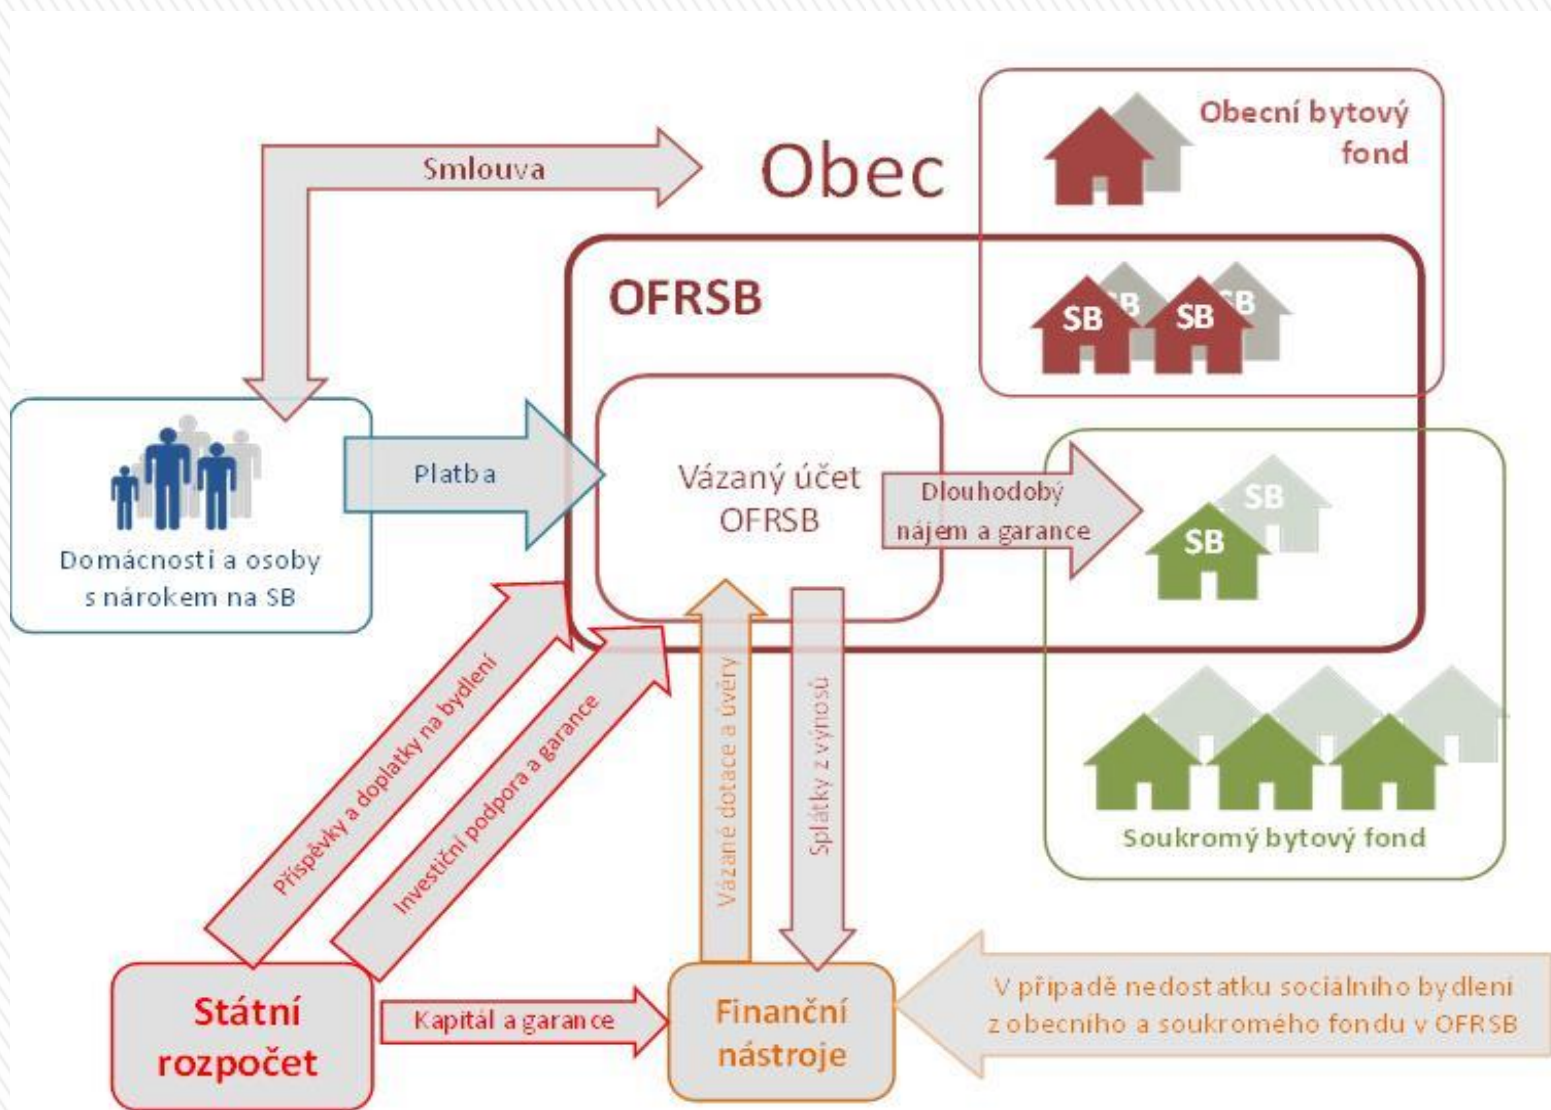 Obecní bytový
fond
Smlouva
Obec
OFRSB
SB
SB
SB
SB
Platba
Vázaný účet
OFRSB
Dlouhodobý
nájem a garance
SB
SB
Domácnosti a osoby
s nárokem na SB
Příspěvky a doplatky na bydlení
Investiční podpora a garance
Vázané dotace a úvěry
Splátky z výnosů
Soukromý bytový fond
Státní
rozpočet
Kapitál a garance
Finanční
nástroje
V případě nedostatku sociálního bydlení
z obecního a soukromého fondu v OFRSB